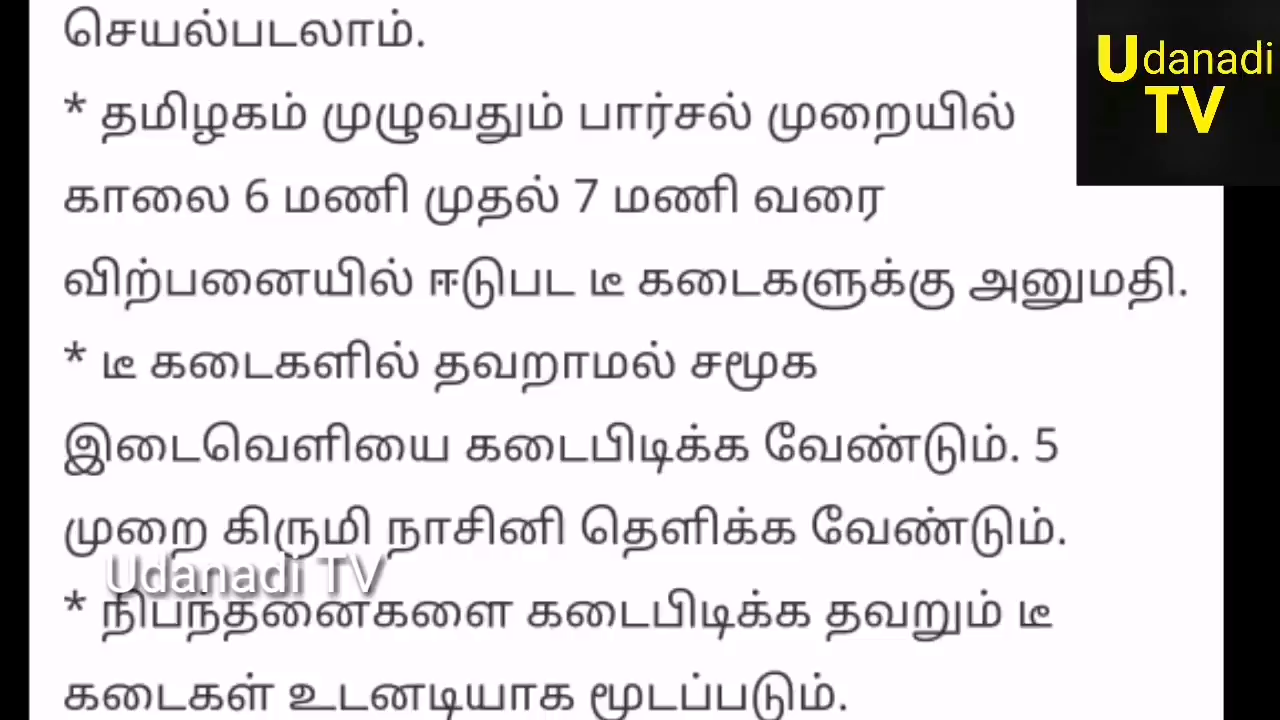 செயல்படலாம்.
* தமிழகம் முழுவதும் பார்சல் முறையில்
காலை 6 மணி முதல் 7 மணி வரை
விற்பனையில் ஈடுபட டீ கடைகளுக்கு அனுமதி.
* டீ கடைகளில் தவறாமல் சமூக
இடைவெளியை கடைபிடிக்க வேண்டும். 5
முறை கிருமி நாசினி தெளிக்க வேண்டும்.
* நிபந்தனைகளை கடைபிடிக்க தவறும் டீ
கடைகள் உடனடியாக மூடப்படும்.
Udanadi
TV
Udanadi TV